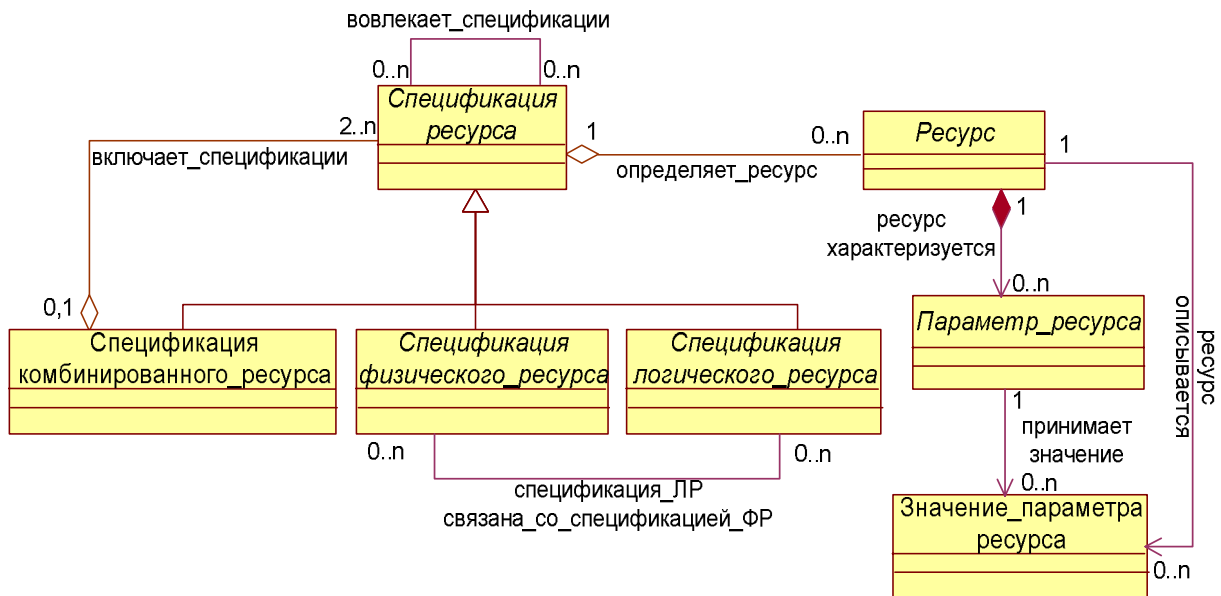 вовлекает_спецификации
0..n
0..n
Спецификация
ресурса
2..n
включает_спецификации
1
0..n
определяет_ресурс
Ресурс
1
1
ресурс
характеризуется
0..n
0,1
Спецификация
комбинированного_ресурса
Спецификация
физического_ресурса
Спецификация
логического_ресурса
Параметр_ресурса
ресурс
описывается
1
принимает
значение
0..n
0..n
0..n
спецификация_ЛР
связана_со_спецификацией_ФР
Значение_параметра
ресурса
0..n